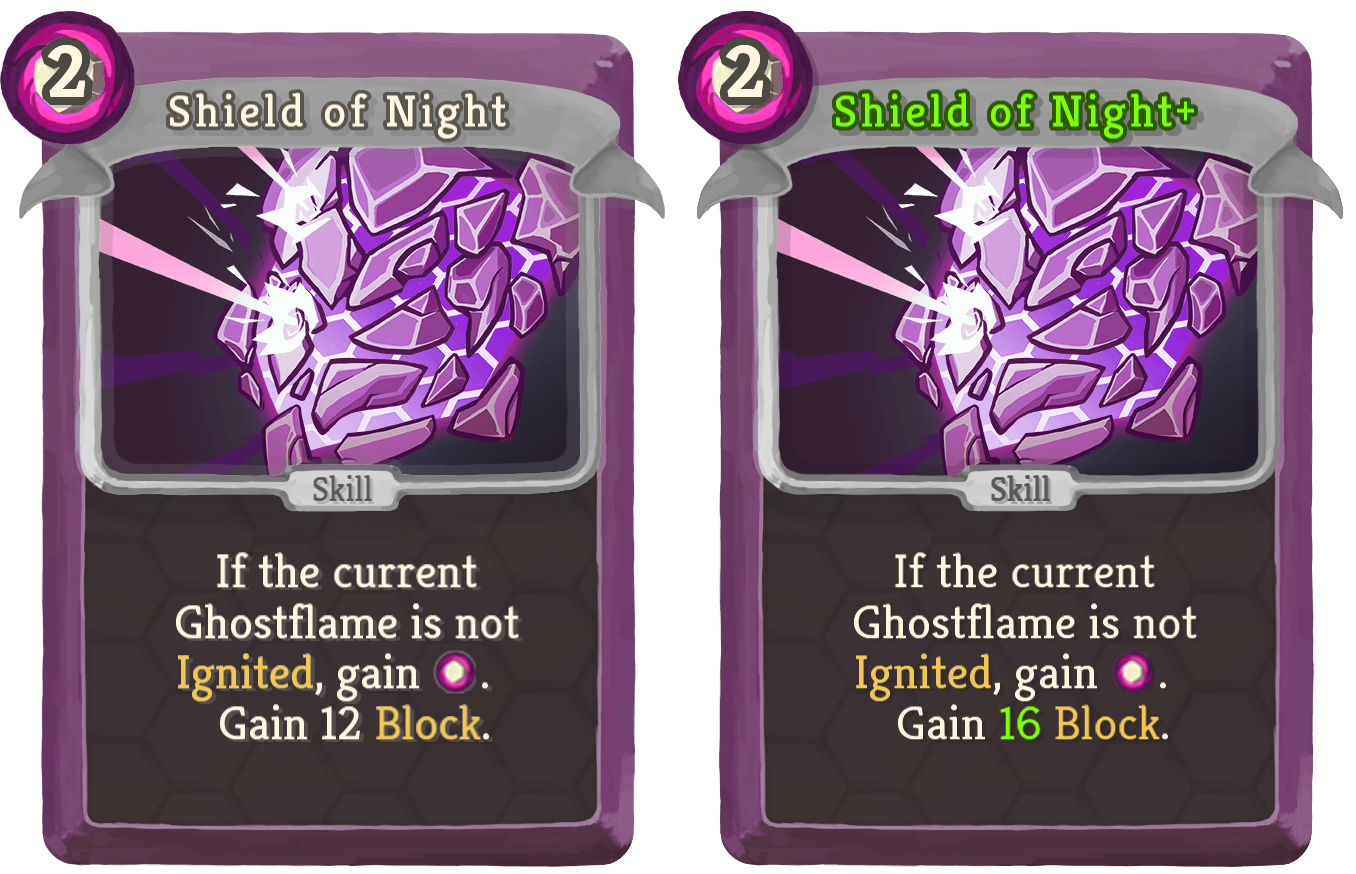 2
Shield of Night
Skill
If the current
Ghostflame is not
Ignited, gain .
Gain 12 Block.
2
Shield of Night+
Skill
If the current
Ghostflame is not
Ignited, gain .
Gain 16 Block.